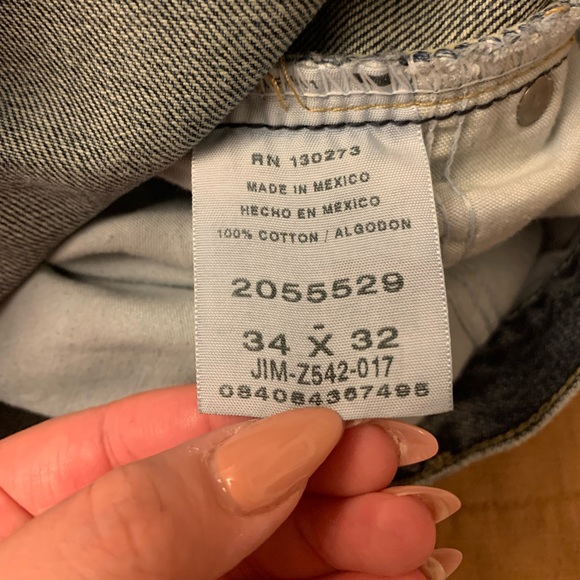 RN 130273
MADE IN MEXICO
HECHO EN MEXICO
100% COTTON / ALGODON
2055529
34 X 32
JIM-Z542-017
084084367495